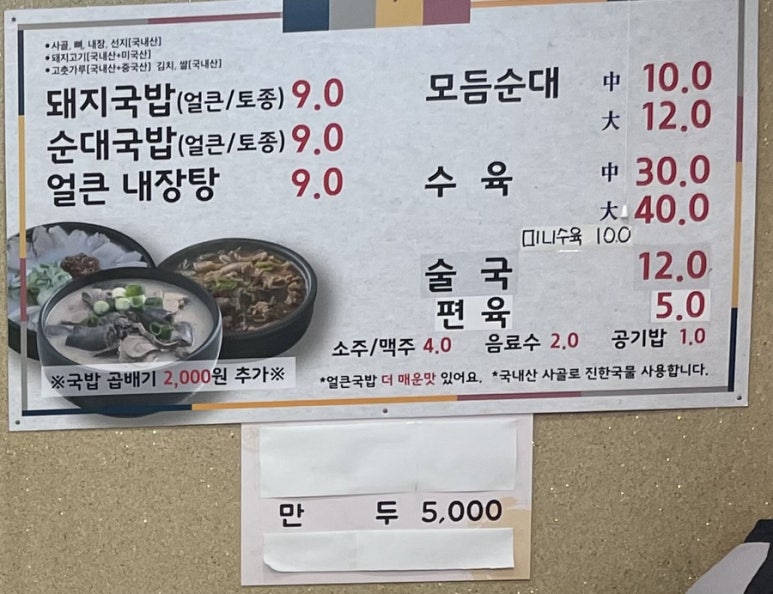 • 사골, 뼈, 내장, 선지[국내산]
• 돼지고기[국내산+미국산]
• 고춧가루[국내산+중국산] 김치, 쌀[국내산]
돼지국밥(얼큰/토종) 9.0
순대국밥(얼큰/토종) 9.0
얼큰 내장탕 9.0
모듬순대 中 10.0
大 12.0
수 육 中 30.0
大 40.0
미니수육 10.0
술 국 12.0
편 육 5.0
소주/맥주 4.0 음료수 2.0 공기밥 1.0
※국밥 곱배기 2,000원 추가※
*얼큰국밥 더 매운맛 있어요. *국내산 사골로 진한국물 사용합니다.
만 두 5,000